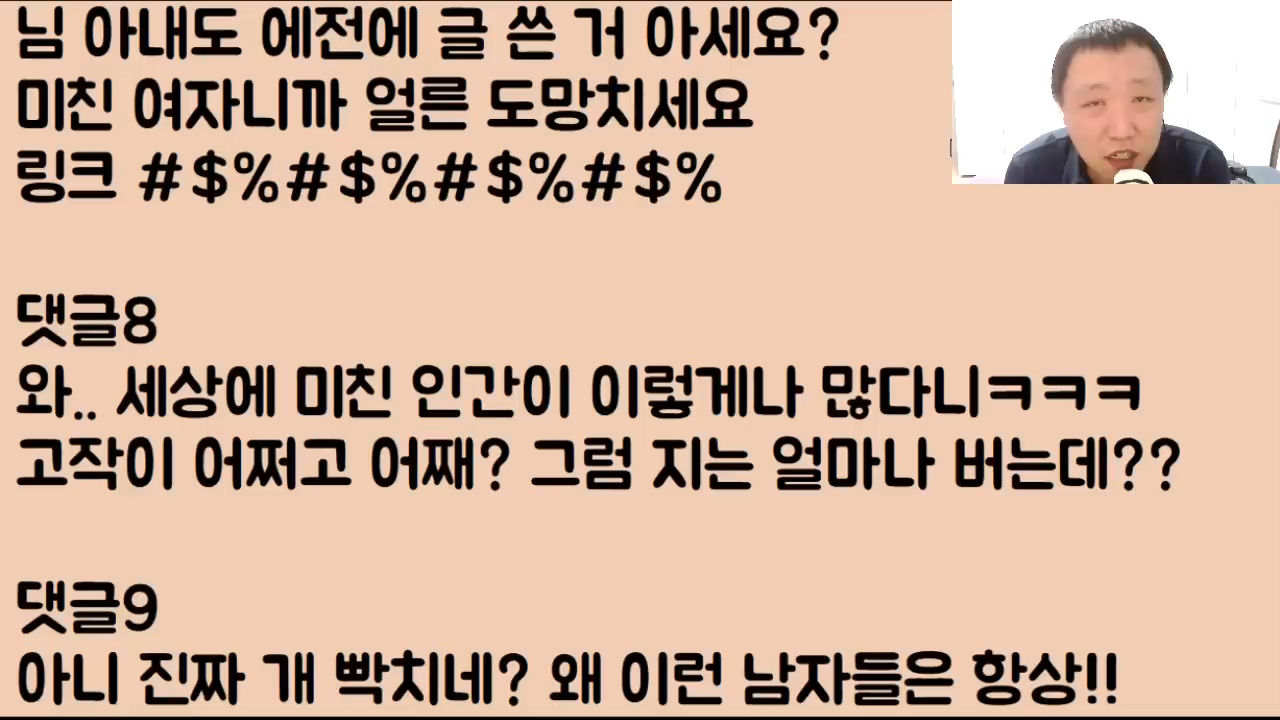 님 아내도 에전에 글 쓴 거 아세요?
미친 여자니까 얼른 도망치세요
링크 #$%#$%#$%#$%
댓글8
와.. 세상에 미친 인간이 이렇게나 많다니ㅋㅋㅋ
고작이 어쩌고 어째? 그럼 지는 얼마나 버는데??
댓글9
아니 진짜 개 빡치네? 왜 이런 남자들은 항상!!